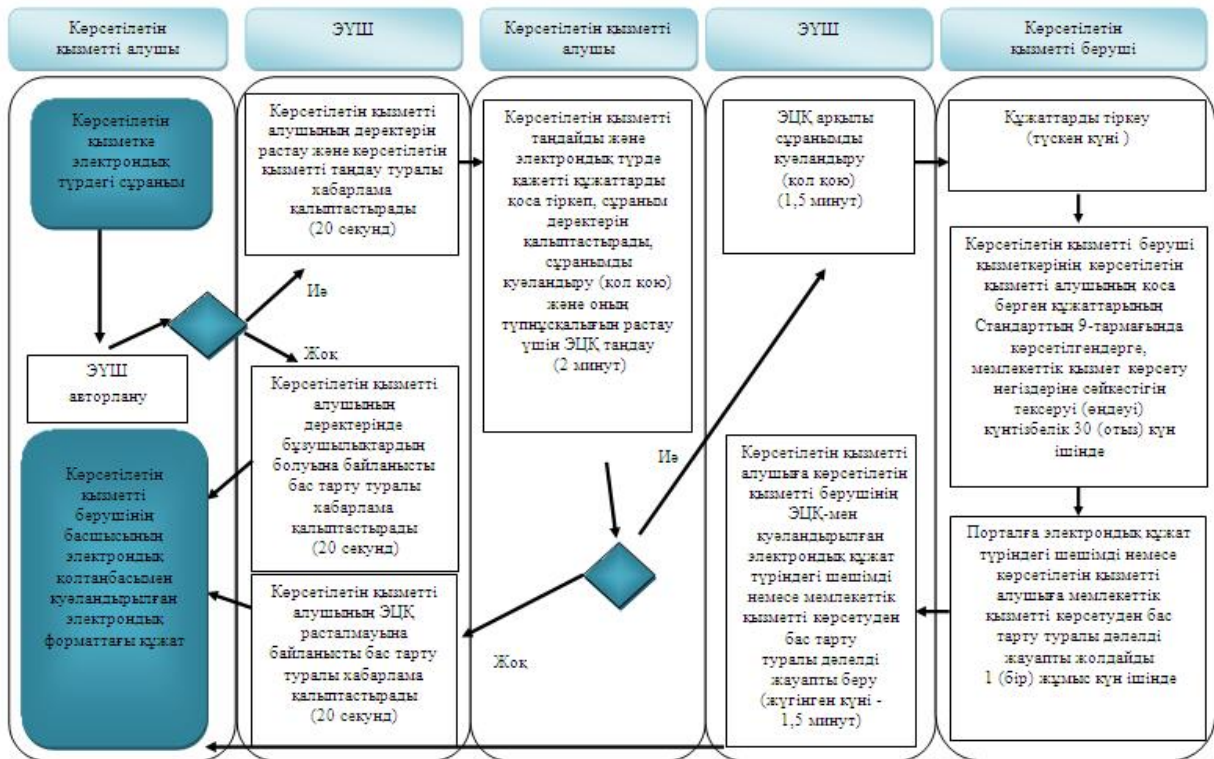 Көрсетілетін
қызметті алушы
ЭҮШ
Көрсетілетін қызметті
алушы
ЭҮШ
Көрсетілетін
қызметті беруші
Көрсетілетін
қызметке
электрондық
түрдегі сұраным
ЭҮШ
авторлану
Көрсетілетін
қызметті
берушінің
басшысының
электрондық
қолтаңбасымен
куәландырылған
электрондық
форматтағы құжат
Көрсетілетін қызметті
алушының деректерін
растау және көрсетілетін
қызметті таңдау туралы
хабарлама
қалыптастырады
(20 секунд)
Иә
Жоқ
Көрсетілетін қызметті
алушының
деректерінде
бұзушылықтардың
болуына байланысты
бас тарту туралы
хабарлама
қалыптастырады
(20 секунд)
Көрсетілетін қызметті
алушының ЭЦҚ
расталмауына
байланысты бас тарту
туралы хабарлама
қалыптастырады
(20 секунд)
Көрсетілетін қызметті
таңдайды және
электрондық түрде
қажетті құжаттарды
қоса тіркеп, сұраным
деректерін
қалыптастырады,
сұранымды
куәландыру (қол қою)
және оның
түпнұсқалығын растау
үшін ЭЦҚ таңдау
(2 минут)
Иә
Жоқ
ЭЦҚ арқылы
сұранымды
куәландыру
(қол қою)
(1,5 минут)
Көрсетілетін қызметті
алушыға көрсетілетін
қызметті берушінің
ЭЦҚ-мен
куәландырылған
электрондық құжат
түріндегі шешімді
немесе мемлекеттік
қызметті көрсетуден
бас тарту
туралы дәлелді
жауапты беру
(жүгінген күні -
1,5 минут)
Құжаттарды тіркеу
(түскен күні )
Көрсетілетін қызметті беруші
қызметкерінің көрсетілетін
қызметті алушының қоса
берген құжаттарының
Стандарттың 9-тармағында
көрсетілгендерге,
мемлекеттік қызмет көрсету
негіздеріне сәйкестігін
тексеруі (өңдеуі)
күнтізбелік 30 (отыз) күн
ішінде
Порталға электрондық құжат
түріндегі шешімді немесе
көрсетілетін қызметті
алушыға мемлекеттік
қызметті көрсетуден бас
тарту туралы дәлелді
жауапты жолдайды
1 (бір) жұмыс күн ішінде